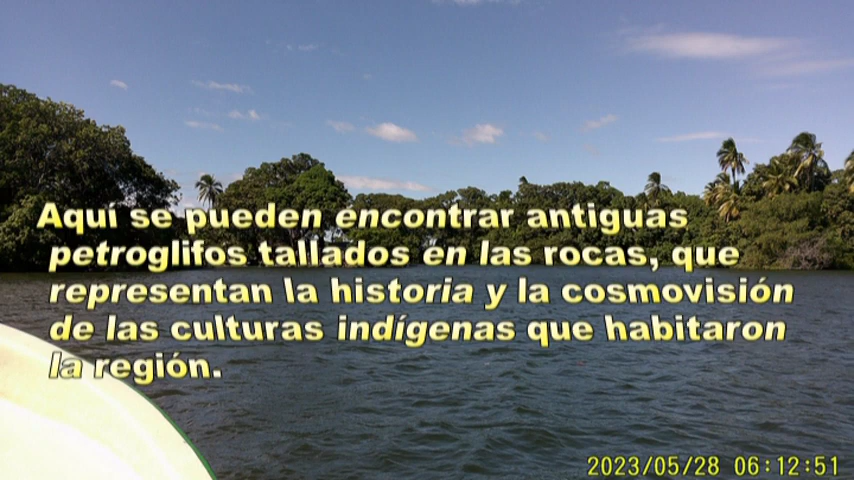 Aquí se pueden encontrar antiguas
petroglifos tallados en las rocas, que
representan la historia y la cosmovisión
de las culturas indígenas que habitaron
la región.
2023/05/28 06:12:51